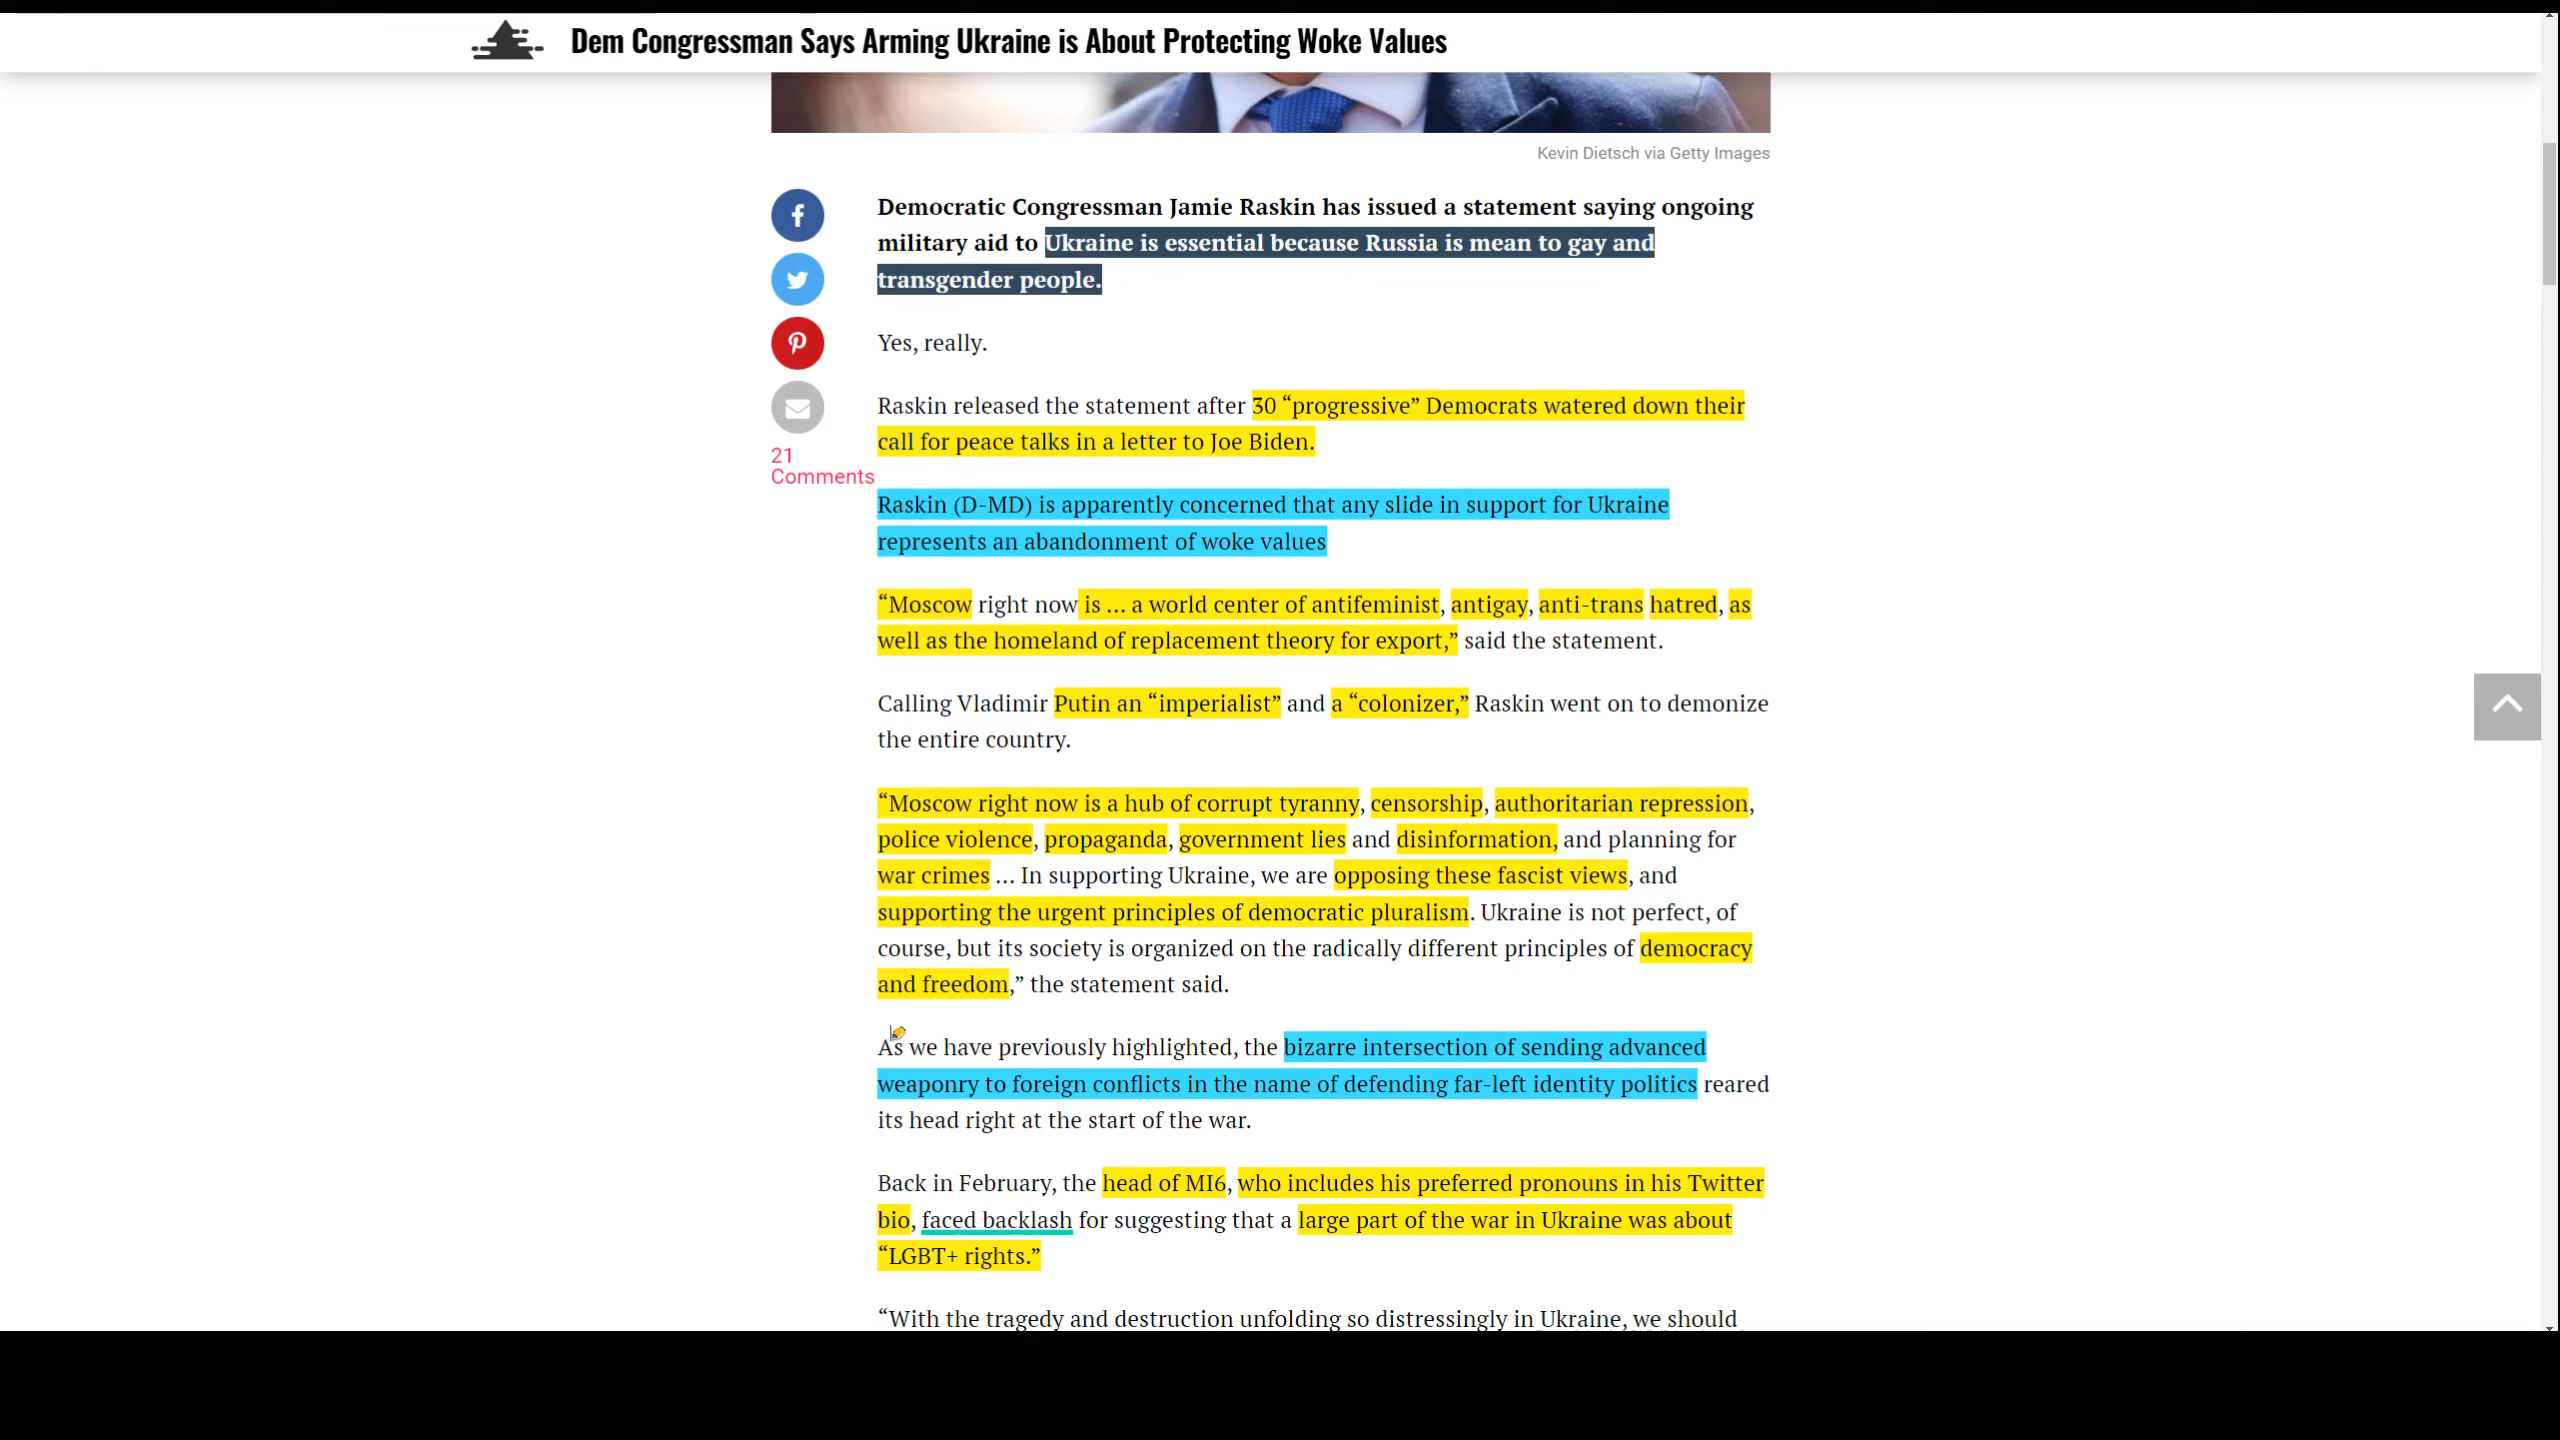 Dem Congressman Says Arming Ukraine is About Protecting Woke Values
Kevin Dietsch via Getty Images
Democratic Congressman Jamie Raskin has issued a statement saying ongoing
military aid to Ukraine is essential because Russia is mean to gay and
transgender people.
Yes, really.
Raskin released the statement after 30 “progressive” Democrats watered down their
call for peace talks in a letter to Joe Biden.
21
Comments
Raskin (D-MD) is apparently concerned that any slide in support for Ukraine
represents an abandonment of woke values
“Moscow right now is … a world center of antifeminist, antigay, anti-trans hatred, as
well as the homeland of replacement theory for export,” said the statement.
Calling Vladimir Putin an “imperialist” and a “colonizer,” Raskin went on to demonize
the entire country.
“Moscow right now is a hub of corrupt tyranny, censorship, authoritarian repression,
police violence, propaganda, government lies and disinformation, and planning for
war crimes … In supporting Ukraine, we are opposing these fascist views, and
supporting the urgent principles of democratic pluralism. Ukraine is not perfect, of
course, but its society is organized on the radically different principles of democracy
and freedom,” the statement said.
As we have previously highlighted, the bizarre intersection of sending advanced
weaponry to foreign conflicts in the name of defending far-left identity politics reared
its head right at the start of the war.
Back in February, the head of MI6, who includes his preferred pronouns in his Twitter
bio, faced backlash for suggesting that a large part of the war in Ukraine was about
“LGBT+ rights.”
“With the tragedy and destruction unfolding so distressingly in Ukraine, we should